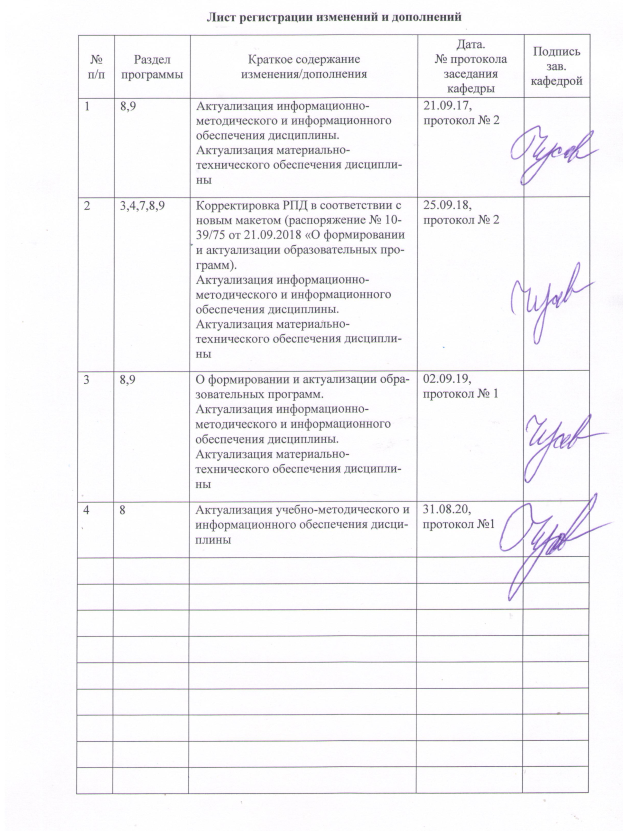 Лист регистрации изменений и дополнений
№
п/п
Раздел
программы
Краткое содержание
изменения/дополнения
Дата.
№ протокола
заседания
кафедры
Подпись
зав.
кафедрой
1
8,9
Актуализация информационно-
методического и информационного
обеспечения дисциплины.
Актуализация материально-
технического обеспечения дисципли-
ны
21.09.17,
протокол № 2
2
3,4,7,8,9
Корректировка РПД в соответствии с
новым макетом (распоряжение № 10-
39/75 от 21.09.2018 «О формировании
и актуализации образовательных про-
грамм).
Актуализация информационно-
методического и информационного
обеспечения дисциплины.
Актуализация материально-
технического обеспечения дисципли-
ны
25.09.18,
протокол № 2
3
8,9
О формировании и актуализации обра-
зовательных программ.
Актуализация информационно-
методического и информационного
обеспечения дисциплины.
Актуализация материально-
технического обеспечения дисципли-
ны
02.09.19,
протокол № 1
4
8
Актуализация учебно-методического и
информационного обеспечения дисци-
плины
31.08.20,
протокол №1